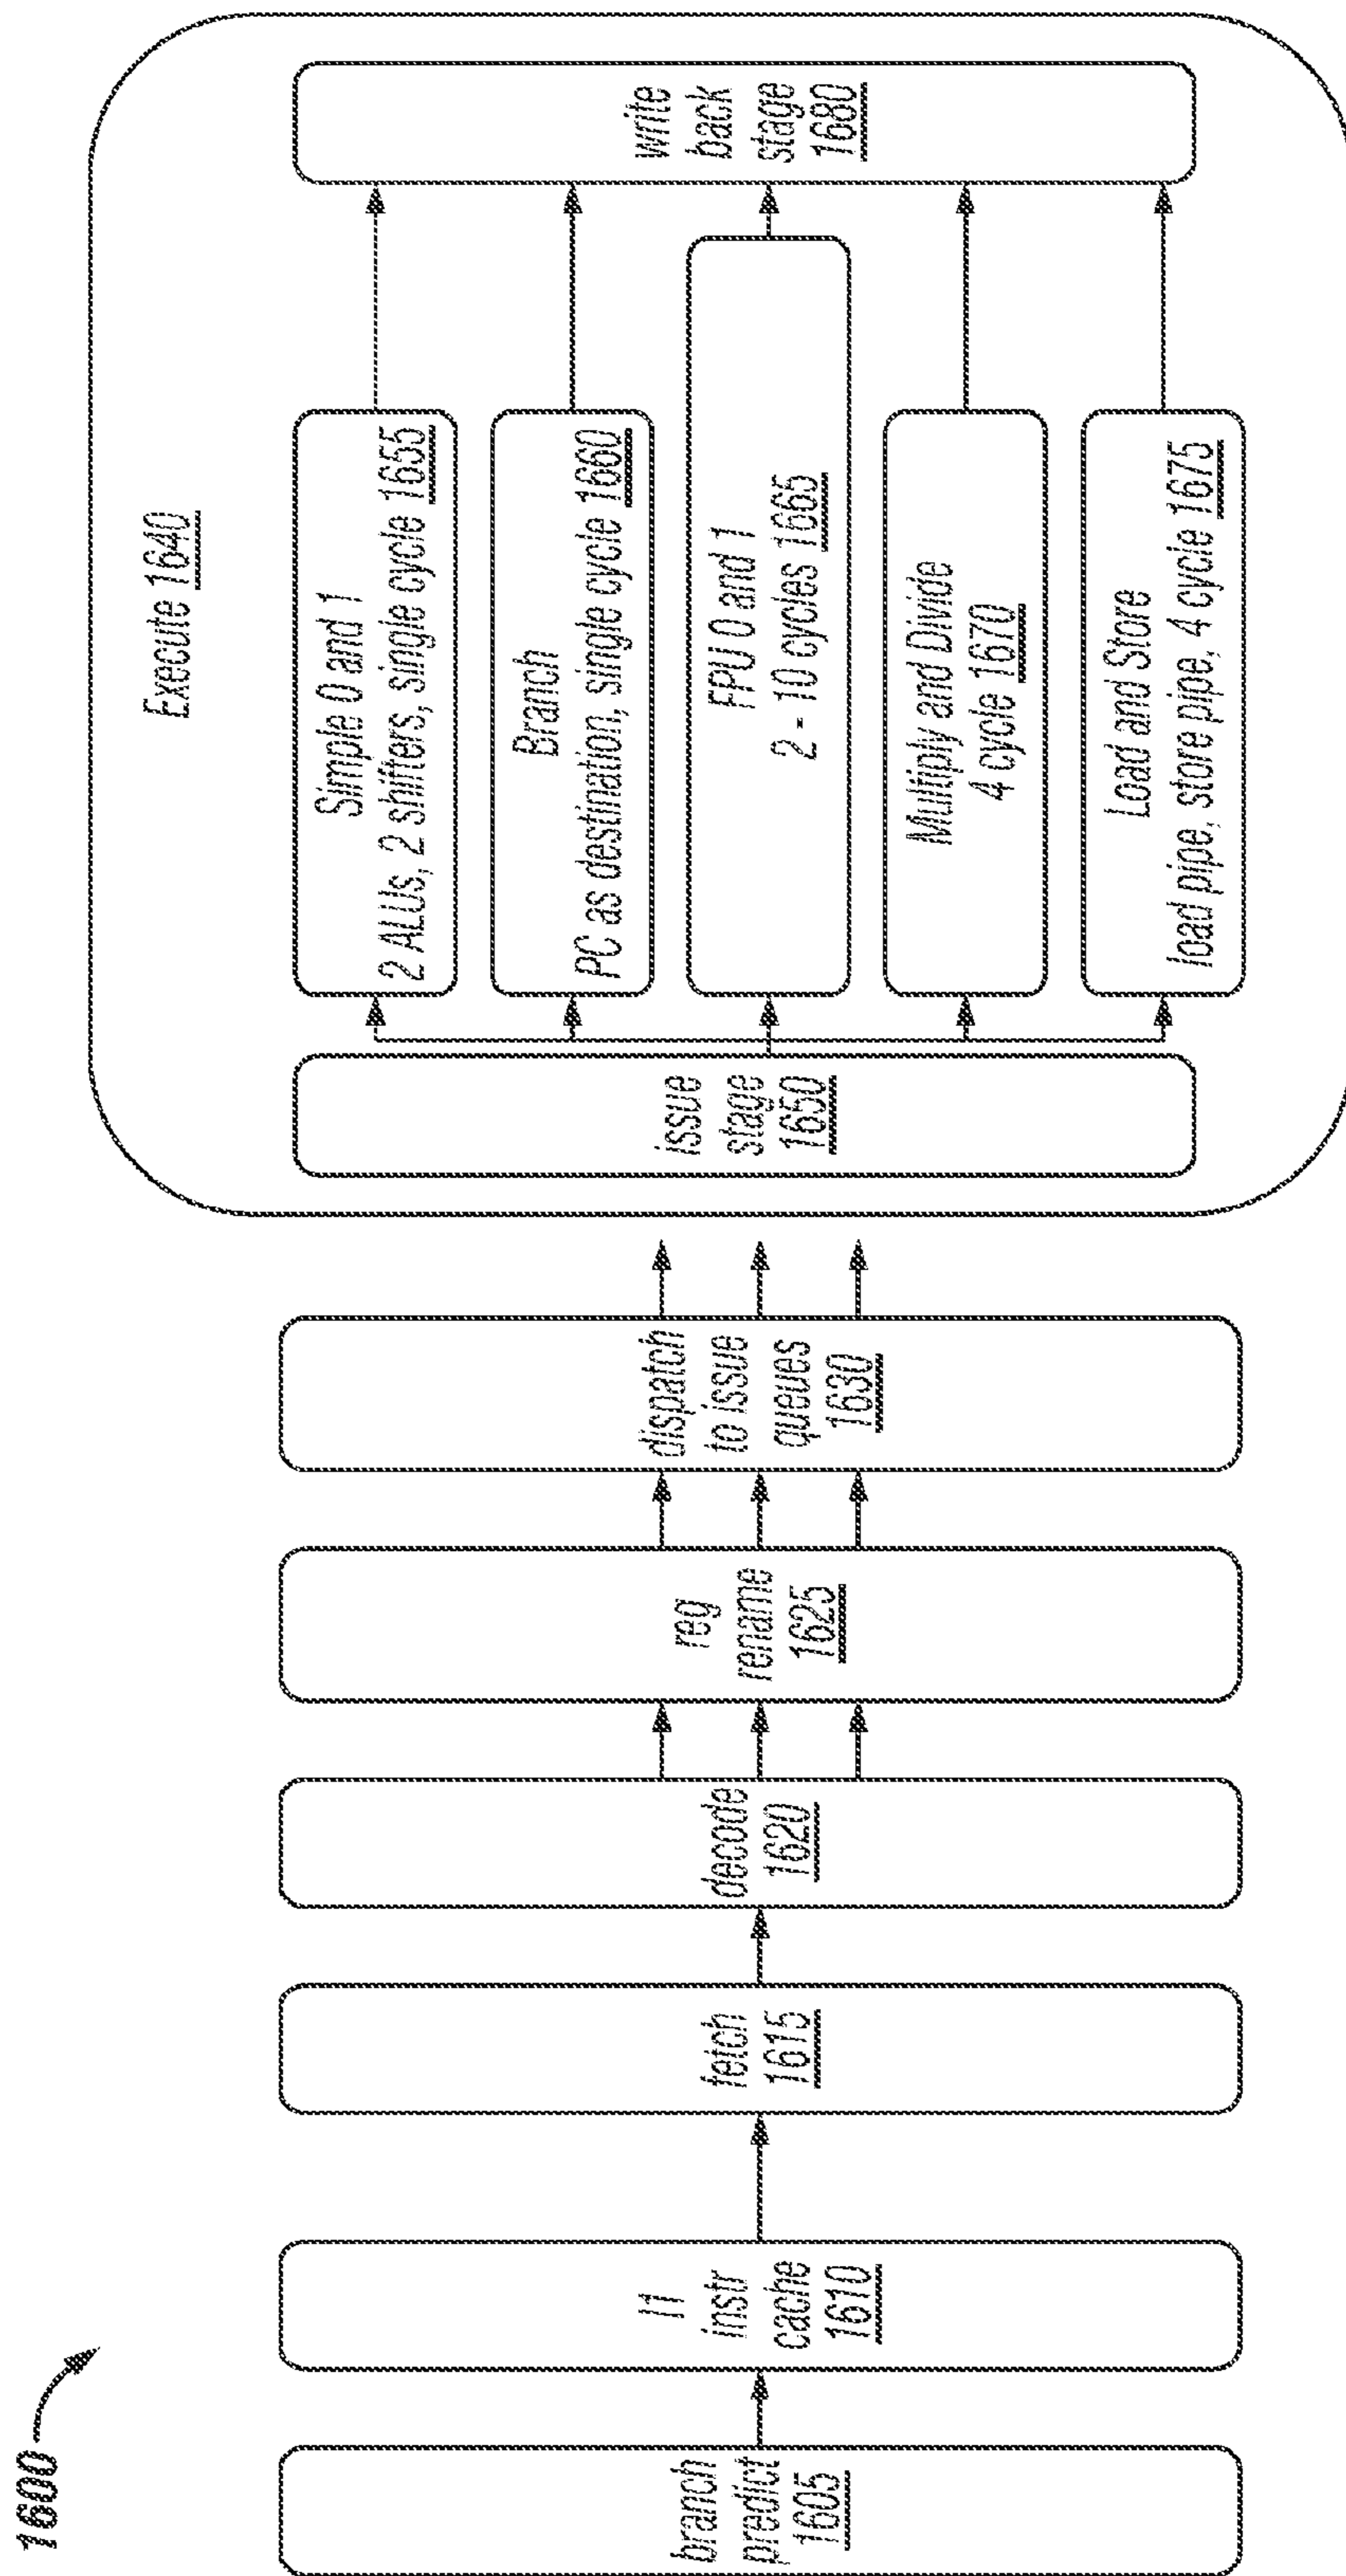 1600
branch
predict
1605
I1
instr
cache
1610
fetch
1615
decode
1620
reg
rename
1625
dispatch
to issue
queues
1630
Execute 1640
issue
stage
1650
Simple 0 and 1
2 ALUs, 2 shifters, single cycle 1655
Branch
PC as destination, single cycle 1660
FPU 0 and 1
2 - 10 cycles 1665
Multiply and Divide
4 cycle 1670
Load and Store
load pipe, store pipe, 4 cycle 1675
write
back
stage
1680